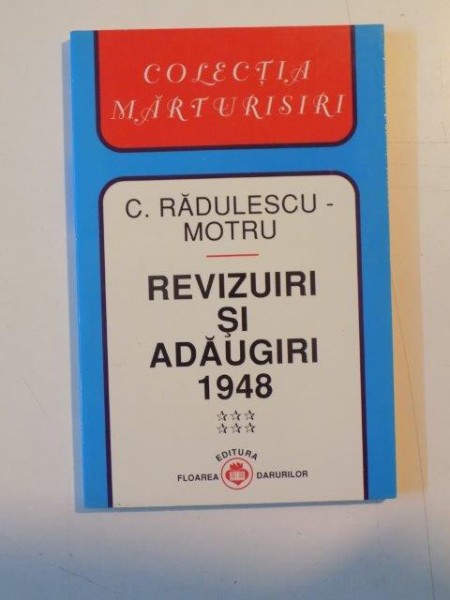 COLECȚIA
MĂRTURISIRI
C. RĂDULESCU -
MOTRU
REVIZUIRI
ȘI
ADĂUGIRI
1948
EDITURA
FLOAREA DARURILOR